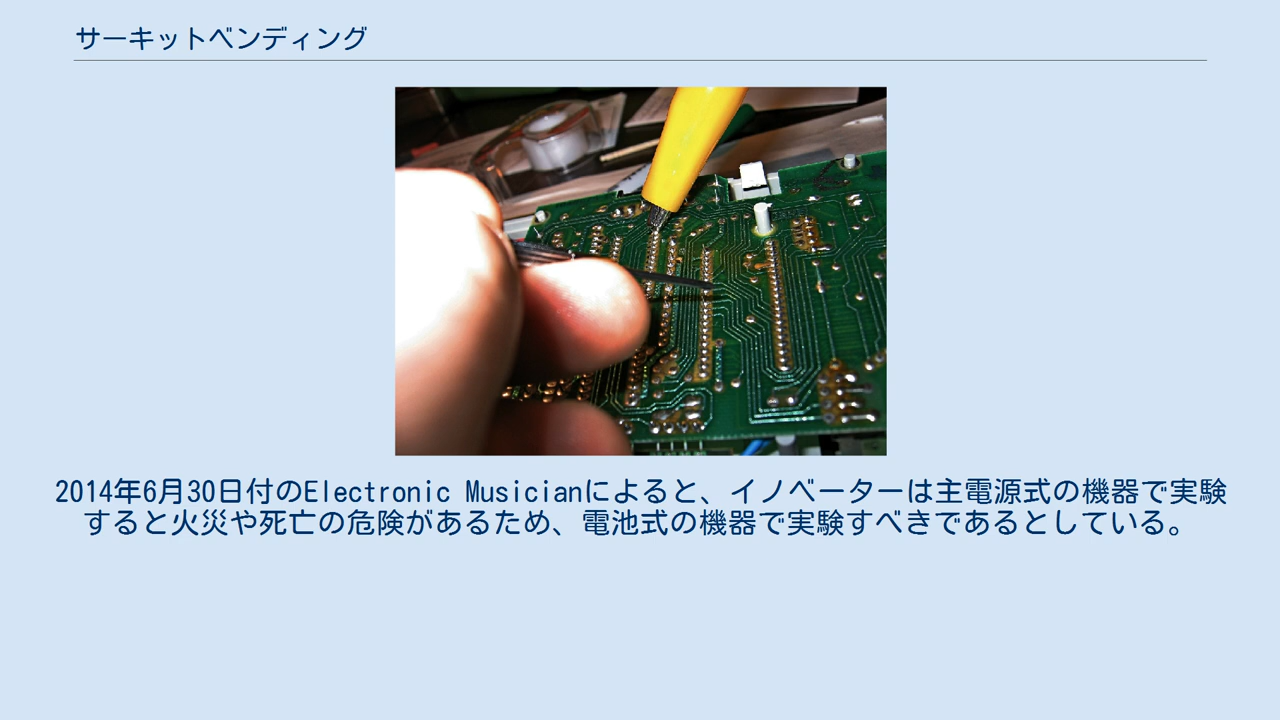 サーキットベンディング
2014年6月30日付のElectronic Musicianによると、イノベーターは主電源式の機器で実験
すると火災や死亡の危険があるため、電池式の機器で実験すべきであるとしている。